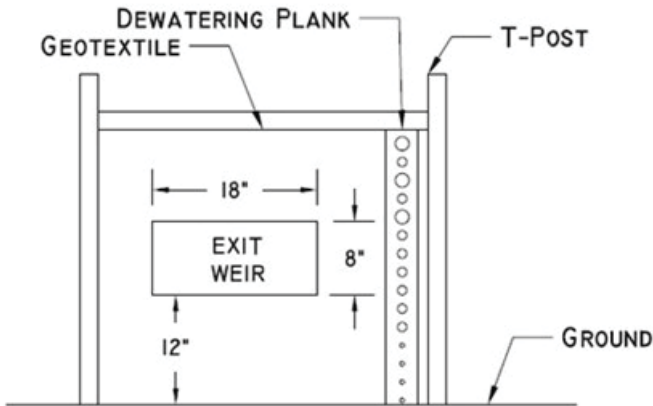 DEWATERING PLANK
GEOTEXTILE
T-POST
18"
EXIT
WEIR
8"
12"
GROUND